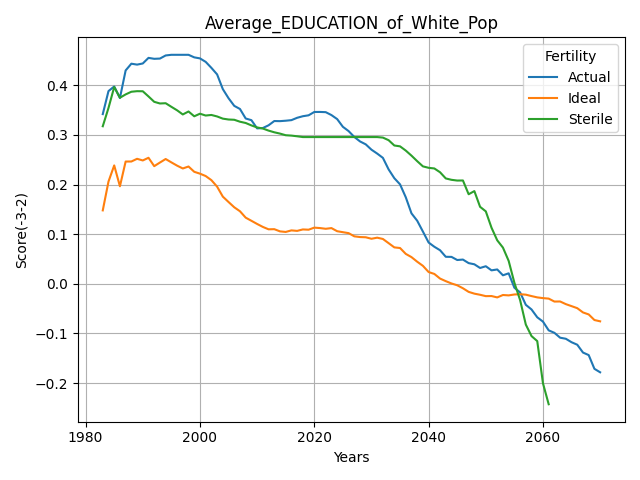 Average_EDUCATION_of_White_Pop
Fertility
Actual
Ideal
Sterile
Score(-3-2)
0.4
0.3
0.2
0.1
0.0
−0.1
−0.2
1980
2000
2020
2040
2060
Years